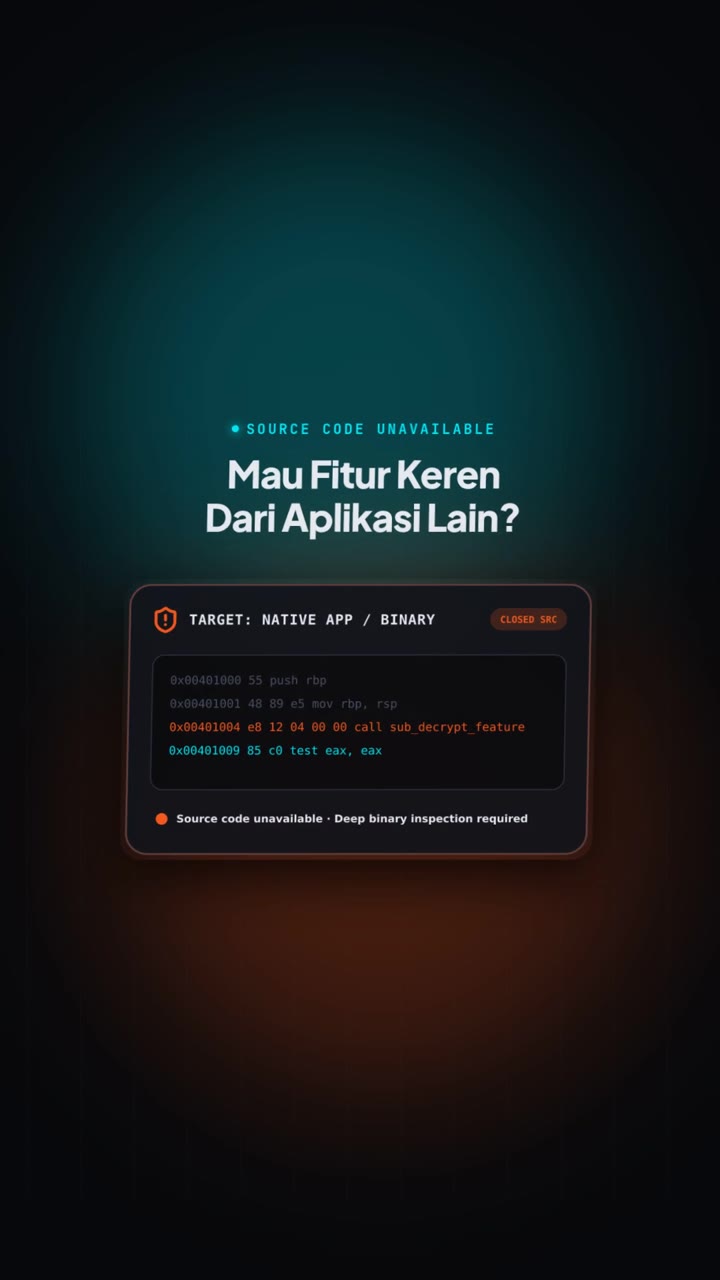 SOURCE CODE UNAVAILABLE
Mau Fitur Keren
Dari Aplikasi Lain?
TARGET: NATIVE APP / BINARY
CLOSED SRC
0x00401000 55 push rbp
0x00401001 48 89 e5 mov rbp, rsp
0x00401004 e8 12 04 00 00 call sub_decrypt_feature
0x00401009 85 c0 test eax, eax
Source code unavailable · Deep binary inspection required